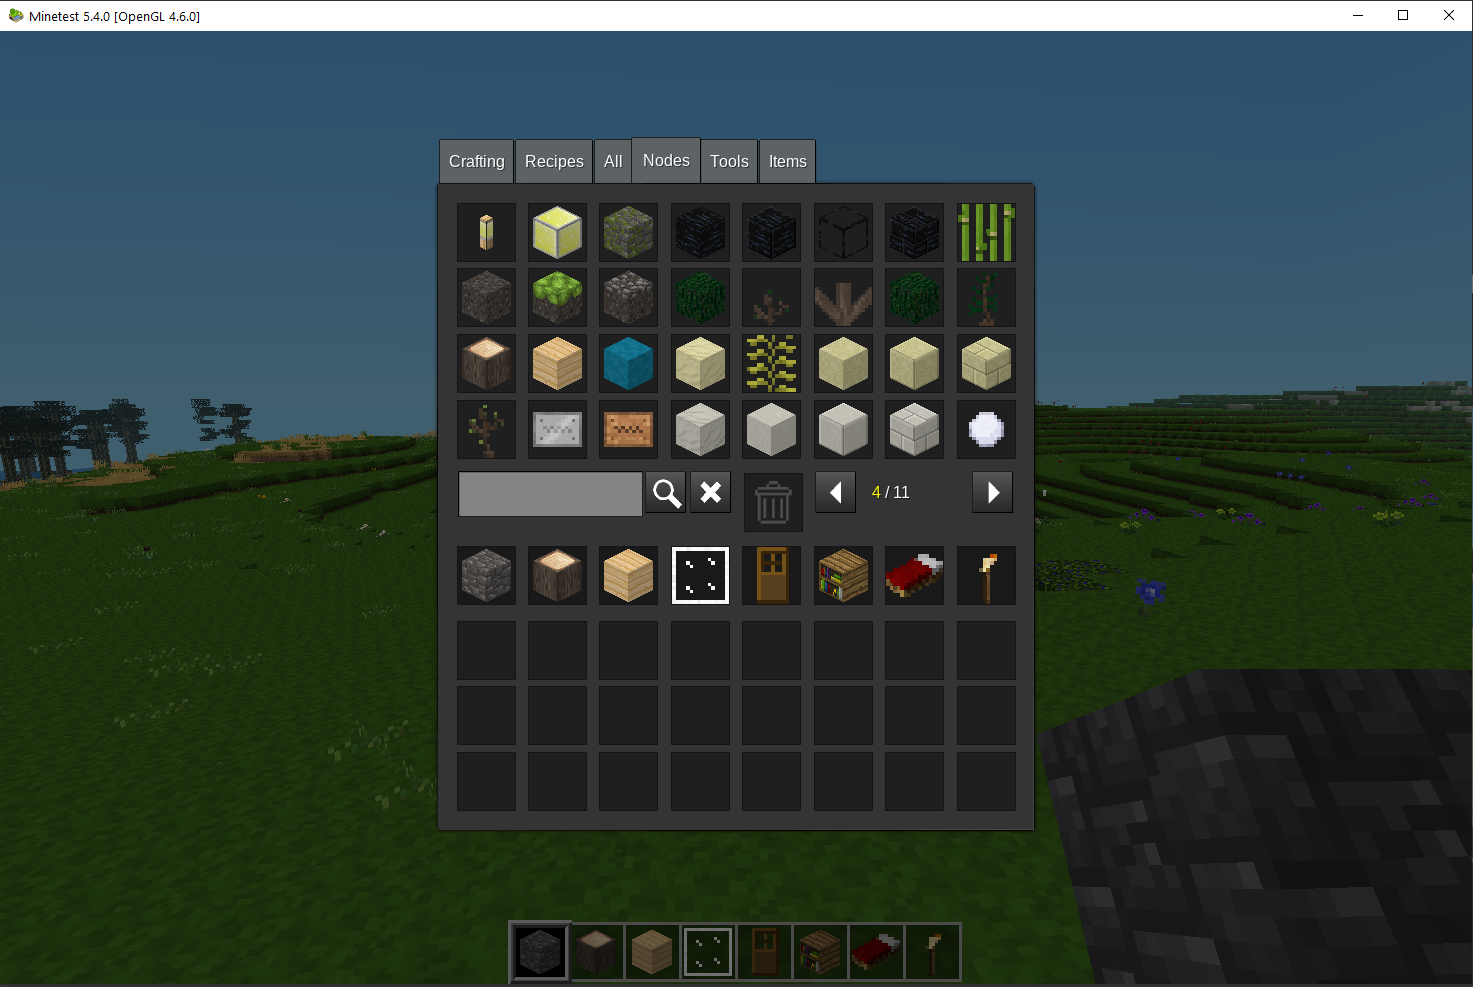 Minetest 5.4.0 [OpenGL 4.6.0]
Crafting Recipes All Nodes Tools Items
4 / 11